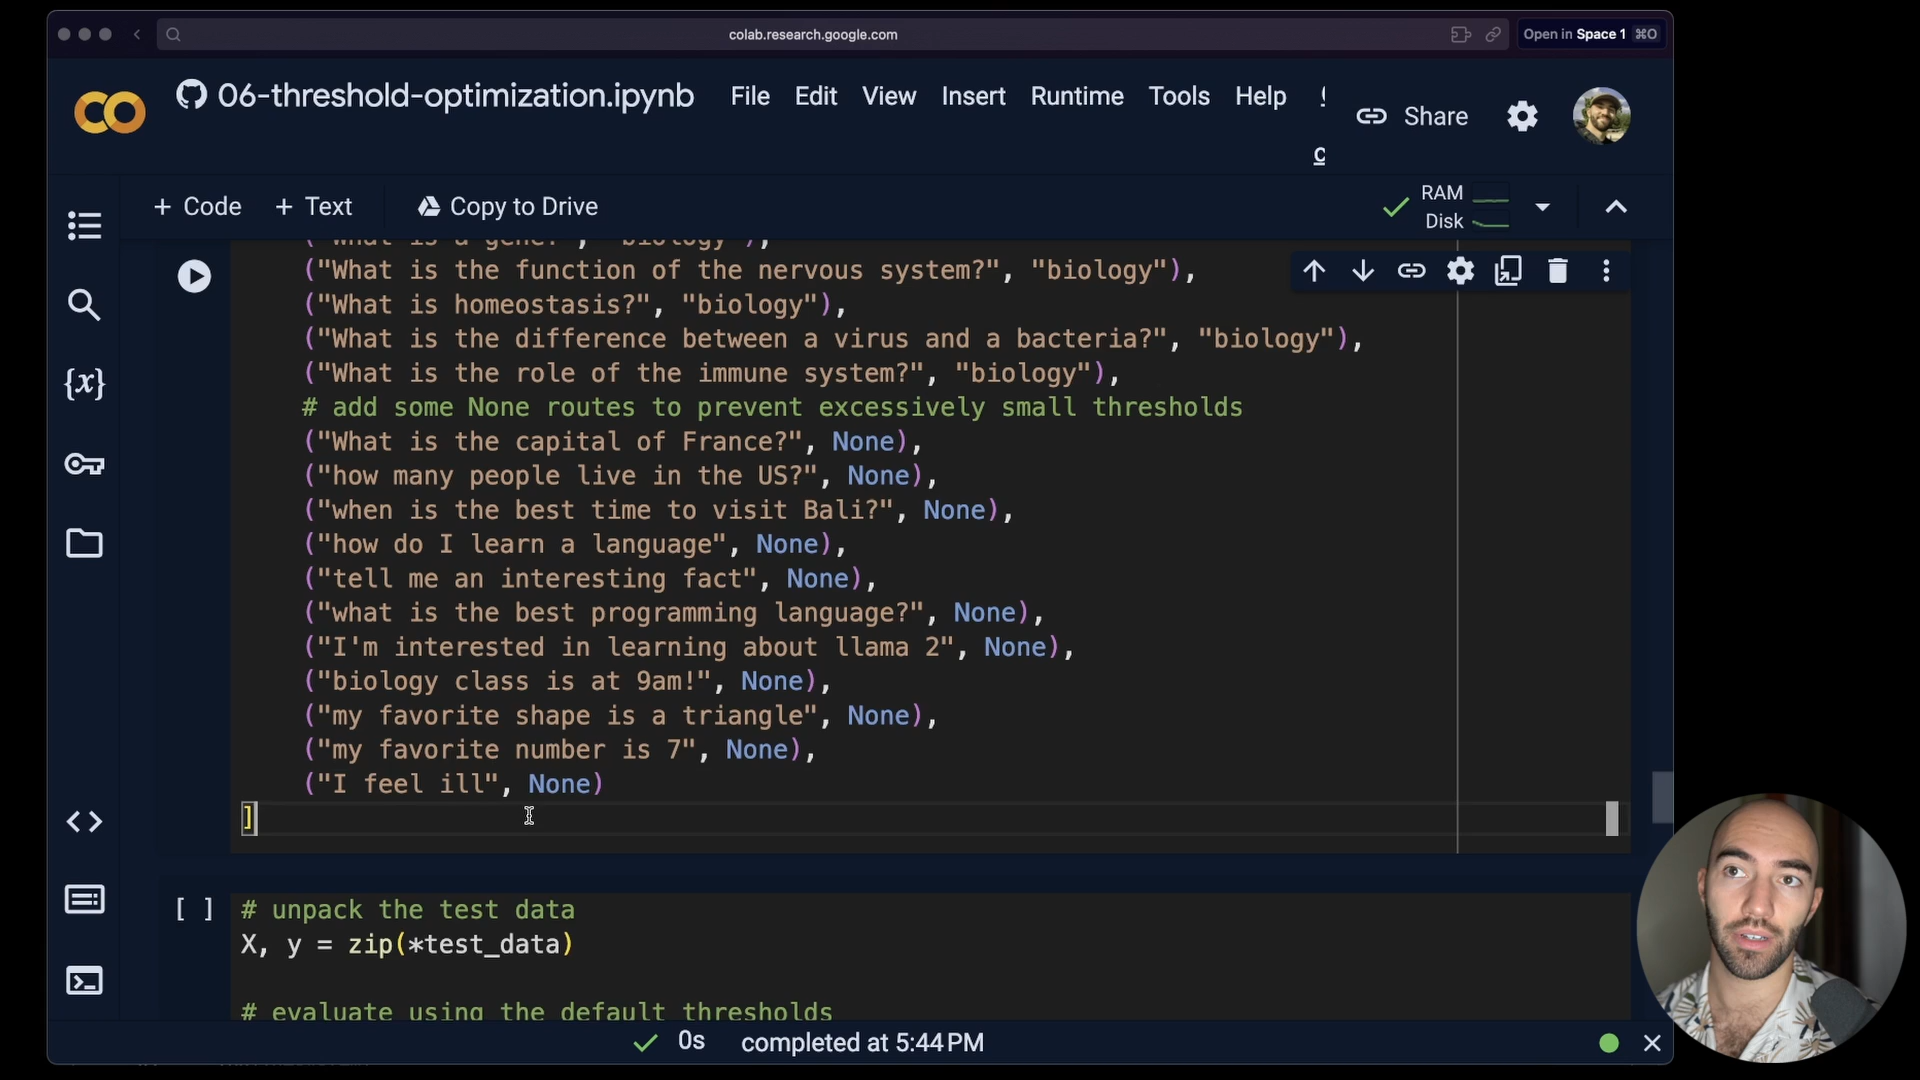 colab.research.google.com
Open in Space 1 ⌘O
06-threshold-optimization.ipynb
File Edit View Insert Runtime Tools Help
Share
+ Code + Text Copy to Drive
RAM
Disk
("What is a gene?", "biology"),
("What is the function of the nervous system?", "biology"),
("What is homeostasis?", "biology"),
("What is the difference between a virus and a bacteria?", "biology"),
("What is the role of the immune system?", "biology"),
# add some None routes to prevent excessively small thresholds
("What is the capital of France?", None),
("how many people live in the US?", None),
("when is the best time to visit Bali?", None),
("how do I learn a language", None),
("tell me an interesting fact", None),
("what is the best programming language?", None),
("I'm interested in learning about llama 2", None),
("biology class is at 9am!", None),
("my favorite shape is a triangle", None),
("my favorite number is 7", None),
("I feel ill", None)
]
[ ] # unpack the test data
X, y = zip(*test_data)
# evaluate using the default thresholds
0s completed at 5:44 PM